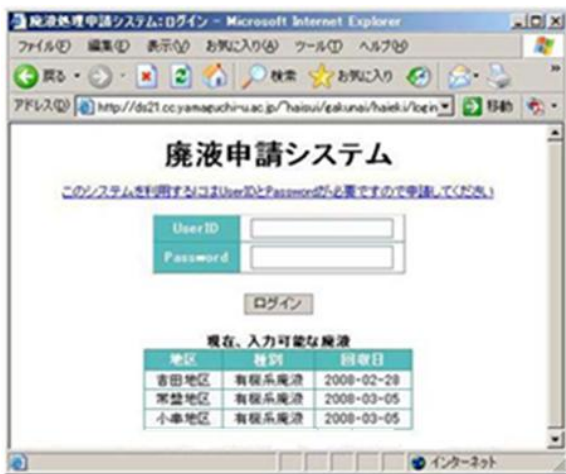 廃液処理申請システム:ログイン - Microsoft Internet Explorer
ファイル(F) 編集(E) 表示(V) お気に入り(A) ツール(T) ヘルプ(H)
戻る 検索 お気に入り
アドレス(D) http://ds21.cc.yamaguchi-u.ac.jp/~haisui/gakunai/haieki/login 移動
廃液申請システム
このシステムを利用するにはUserIDとPasswordが必要ですので申請してください
UserID
Password
ログイン
現在、入力可能な廃液
地区 種別 回収日
吉田地区 有機系廃液 2008-02-28
常盤地区 有機系廃液 2008-03-05
小串地区 有機系廃液 2008-03-05
インターネット